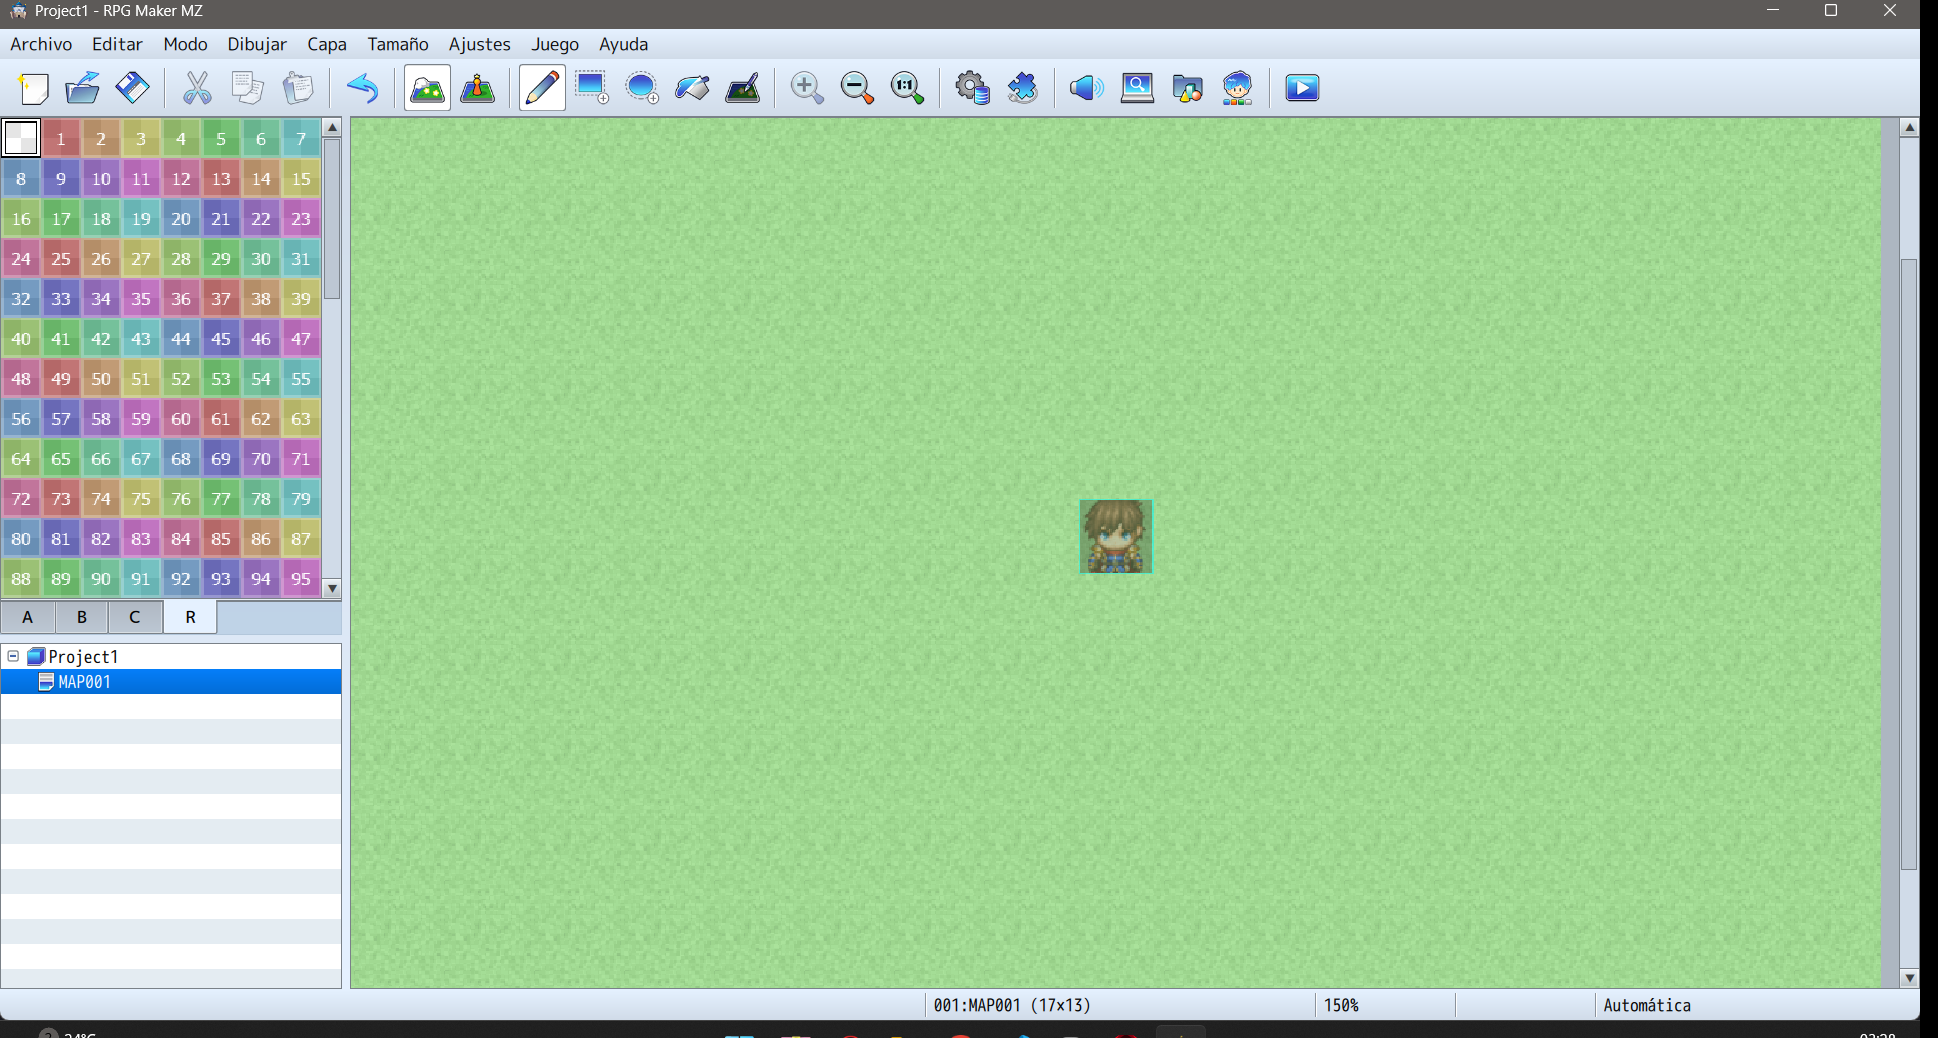 Project1 - RPG Maker MZ
Archivo Editar Modo Dibujar Capa Tamaño Ajustes Juego Ayuda
1:1
1 2 3 4 5 6 7
8 9 10 11 12 13 14 15
16 17 18 19 20 21 22 23
24 25 26 27 28 29 30 31
32 33 34 35 36 37 38 39
40 41 42 43 44 45 46 47
48 49 50 51 52 53 54 55
56 57 58 59 60 61 62 63
64 65 66 67 68 69 70 71
72 73 74 75 76 77 78 79
80 81 82 83 84 85 86 87
88 89 90 91 92 93 94 95
A B C R
Project1
MAP001
001:MAP001 (17×13) 150% Automática